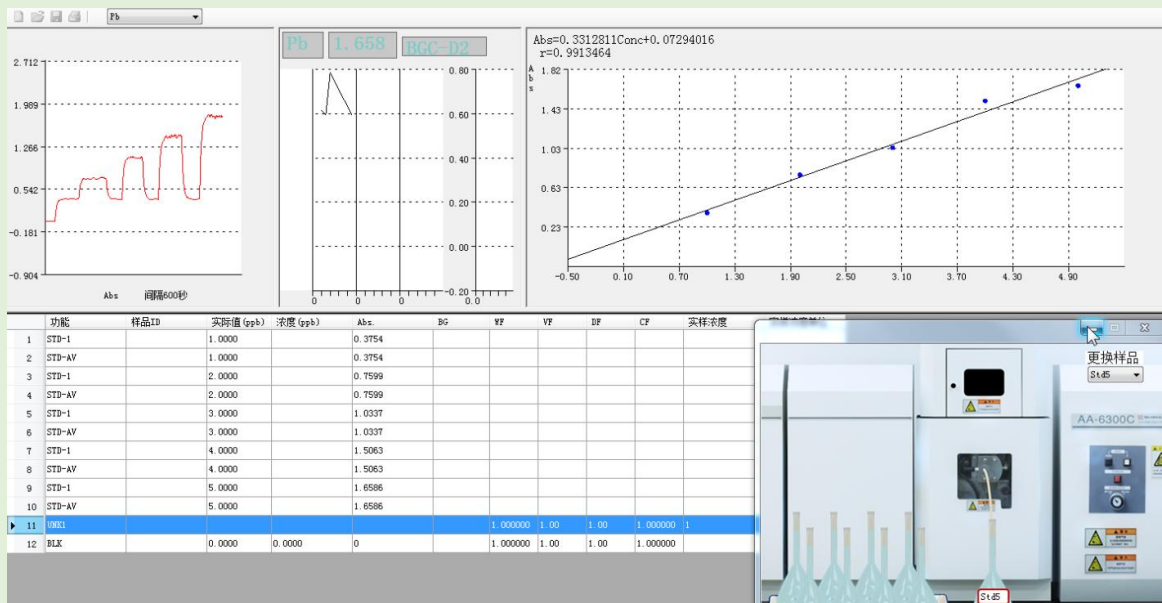 Pb
2.712
1.989
1.266
0.542
-0.181
-0.904
Abs 间隔600秒
Pb 1.658 BGC-D2
0.80
0.60
0.40
0.20
0.00
-0.20
0 0 0 0.0
Abs=0.3312811Conc+0.07294016
r=0.9913464
Abs
1.82
1.43
1.03
0.63
0.23
-0.50 0.10 0.70 1.30 1.90 2.50 3.10 3.70 4.30 4.90
功能 样品ID 实际值(ppb) 浓度(ppb) Abs. BG WF VF DF CF 实样浓度 实样浓度单位
1 STD-1 1.0000 0.3754
2 STD-AV 1.0000 0.3754
3 STD-1 2.0000 0.7599
4 STD-AV 2.0000 0.7599
5 STD-1 3.0000 1.0337
6 STD-AV 3.0000 1.0337
7 STD-1 4.0000 1.5063
8 STD-AV 4.0000 1.5063
9 STD-1 5.0000 1.6586
10 STD-AV 5.0000 1.6586
11 UNK1 1.000000 1.00 1.00 1.000000 1
12 BLK 0.0000 0.0000 0 1.000000 1.00 1.00 1.000000
更换样品
Std5
AA-6300C
Std5